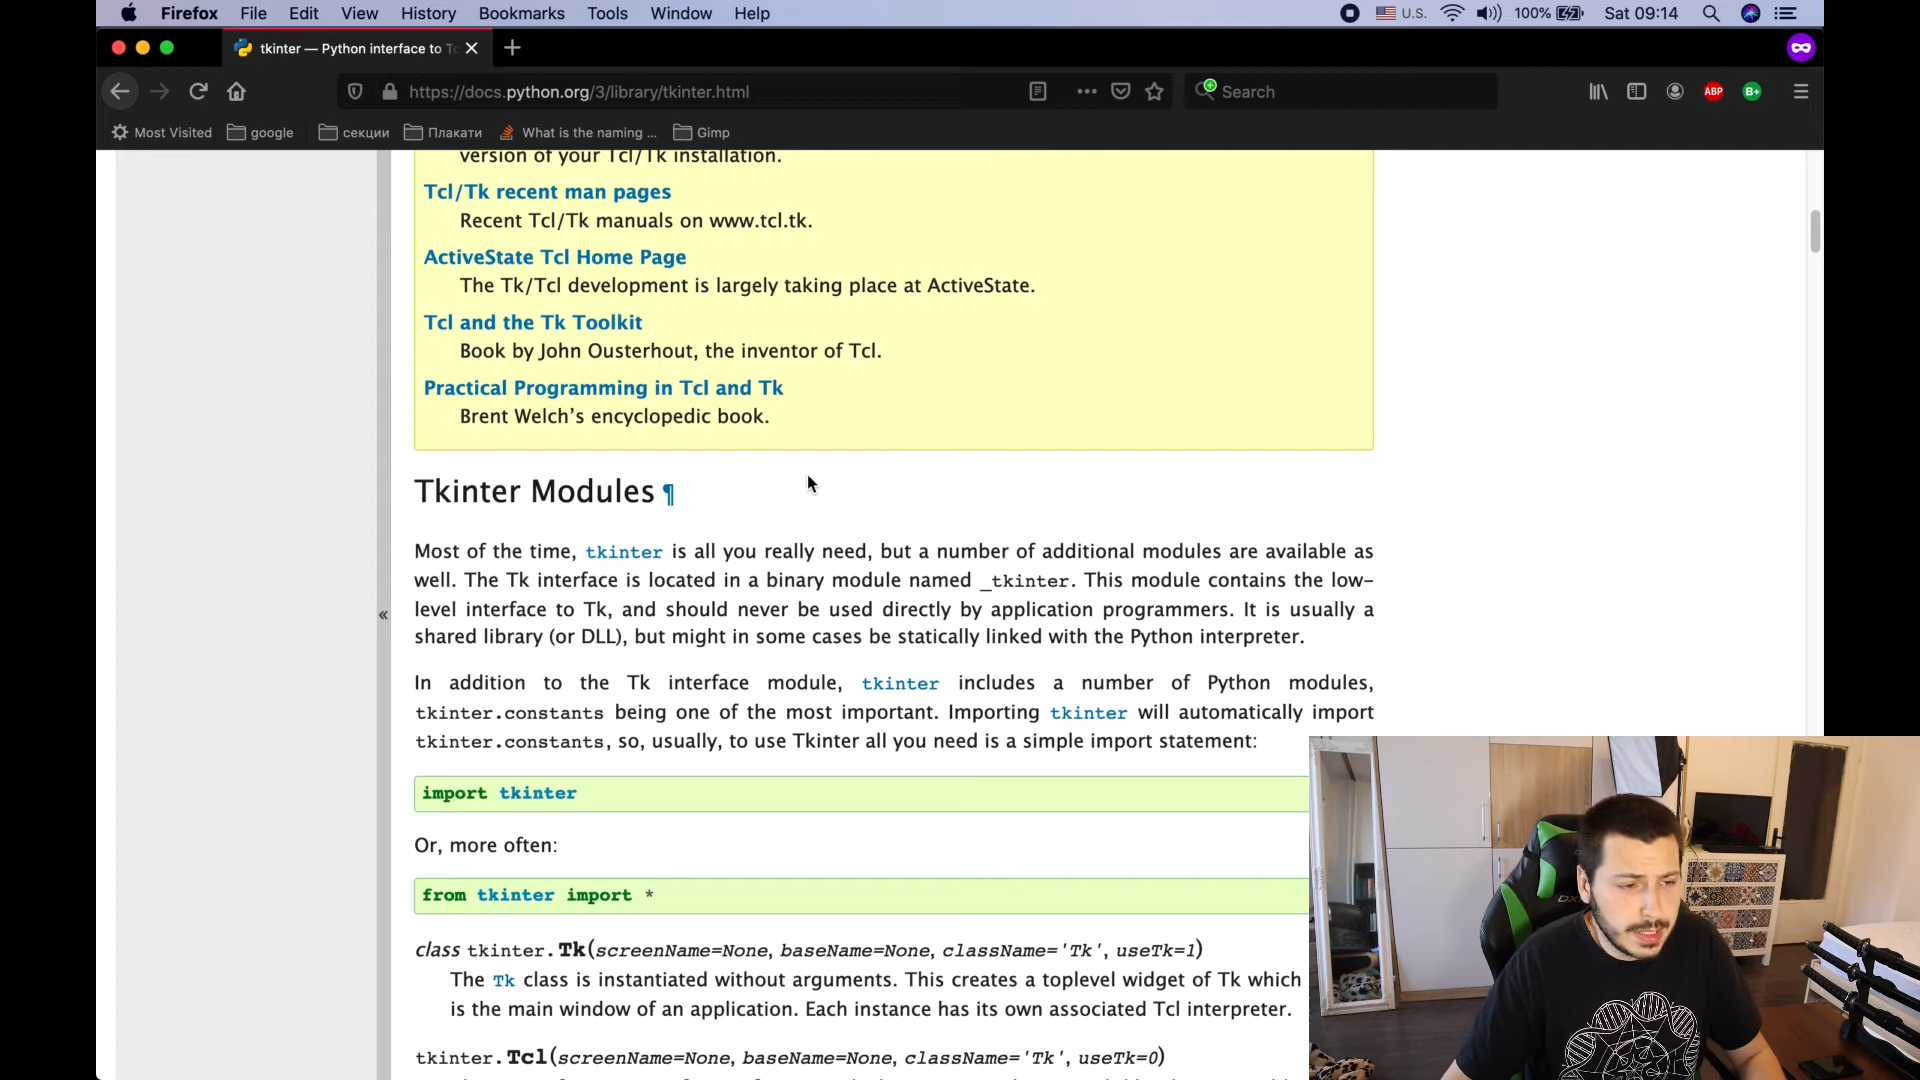 Firefox File Edit View History Bookmarks Tools Window Help U.S. 100% Sat 09:14
tkinter — Python interface to Tc
https://docs.python.org/3/library/tkinter.html Search ABP B+
Most Visited google секции Плакати What is the naming ... Gimp
version of your Tcl/Tk installation.
Tcl/Tk recent man pages
Recent Tcl/Tk manuals on www.tcl.tk.
ActiveState Tcl Home Page
The Tk/Tcl development is largely taking place at ActiveState.
Tcl and the Tk Toolkit
Book by John Ousterhout, the inventor of Tcl.
Practical Programming in Tcl and Tk
Brent Welch’s encyclopedic book.
Tkinter Modules ¶
Most of the time, tkinter is all you really need, but a number of additional modules are available as
well. The Tk interface is located in a binary module named _tkinter. This module contains the low-
level interface to Tk, and should never be used directly by application programmers. It is usually a
shared library (or DLL), but might in some cases be statically linked with the Python interpreter.
In addition to the Tk interface module, tkinter includes a number of Python modules,
tkinter.constants being one of the most important. Importing tkinter will automatically import
tkinter.constants, so, usually, to use Tkinter all you need is a simple import statement:
import tkinter
Or, more often:
from tkinter import *
class tkinter.Tk(screenName=None, baseName=None, className='Tk', useTk=1)
The Tk class is instantiated without arguments. This creates a toplevel widget of Tk which
is the main window of an application. Each instance has its own associated Tcl interpreter.
tkinter.Tcl(screenName=None, baseName=None, className='Tk', useTk=0)